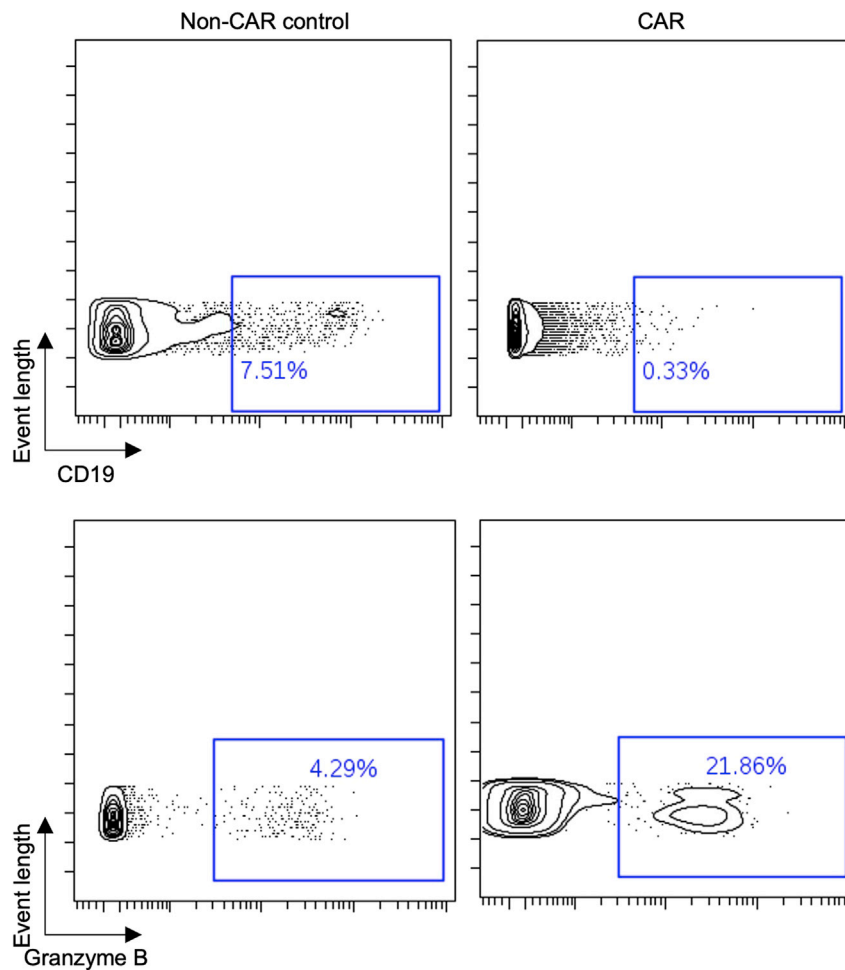 Non-CAR control
CAR
7.51%
0.33%
Event length
CD19
4.29%
21.86%
Event length
Granzyme B